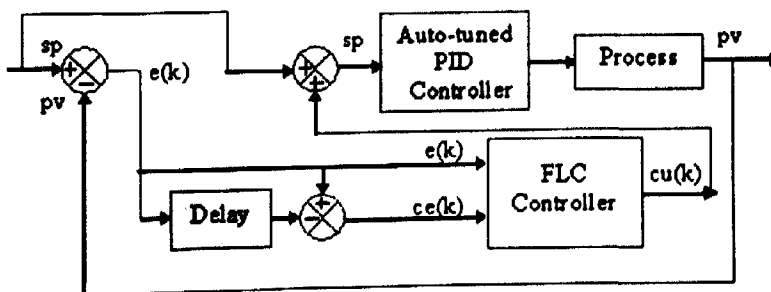 sp
+
-
pv
e(k)
+
+
sp
Auto-tuned
PID
Controller
Process
pv
e(k)
+
-
Delay
ce(k)
FLC
Controller
cu(k)